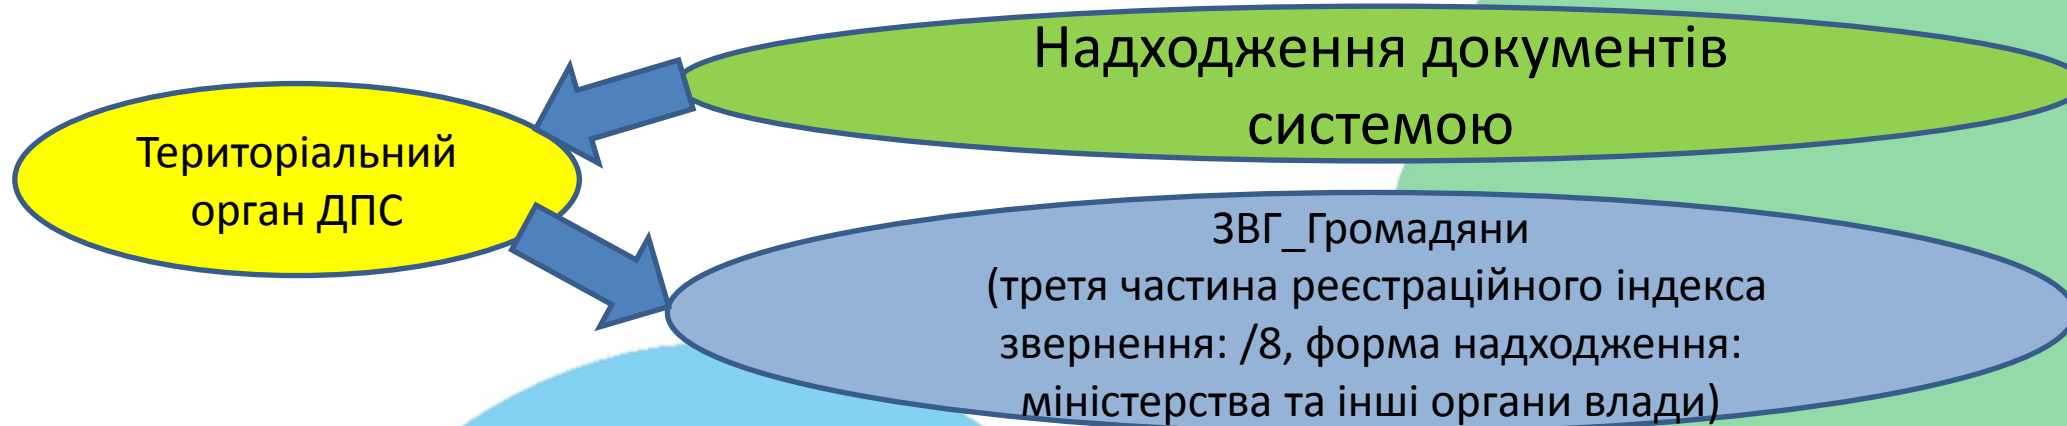 Надходження документів
системою
Територіальний
орган ДПС
ЗВГ_Громадяни
(третя частина реєстраційного індекса
звернення: /8, форма надходження:
міністерства та інші органи влади)